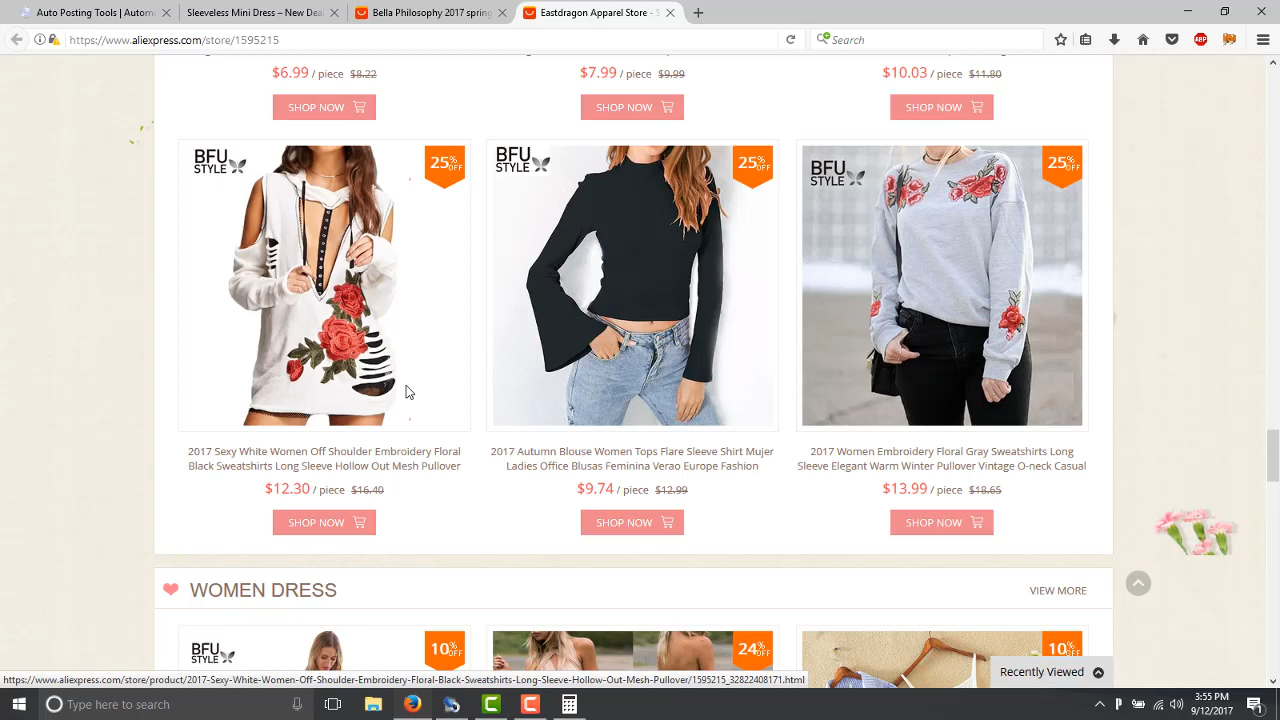 Auto Posting Tools | Automa
Sleeveless Mini Dress – New Dea
Bella Philosophy 2017 spring
Eastdragon Apparel Store - S
https://www.aliexpress.com/store/1595215
Search
$6.99 / piece $8.22
$7.99 / piece $9.99
$10.03 / piece $11.80
SHOP NOW
SHOP NOW
SHOP NOW
BFU STYLE
25% OFF
BFU STYLE
25% OFF
BFU STYLE
25% OFF
2017 Sexy White Women Off Shoulder Embroidery Floral
Black Sweatshirts Long Sleeve Hollow Out Mesh Pullover
2017 Autumn Blouse Women Tops Flare Sleeve Shirt Mujer
Ladies Office Blusas Feminina Verao Europe Fashion
2017 Women Embroidery Floral Gray Sweatshirts Long
Sleeve Elegant Warm Winter Pullover Vintage O-neck Casual
$12.30 / piece $16.40
$9.74 / piece $12.99
$13.99 / piece $18.65
SHOP NOW
SHOP NOW
SHOP NOW
WOMEN DRESS
VIEW MORE
BFU STYLE
10% OFF
24% OFF
10%
Recently Viewed
https://www.aliexpress.com/store/product/2017-Sexy-White-Women-Off-Shoulder-Embroidery-Floral-Black-Sweatshirts-Long-Sleeve-Hollow-Out-Mesh-Pullover/1595215_32822408171.html
Type here to search
3:55 PM
9/12/2017